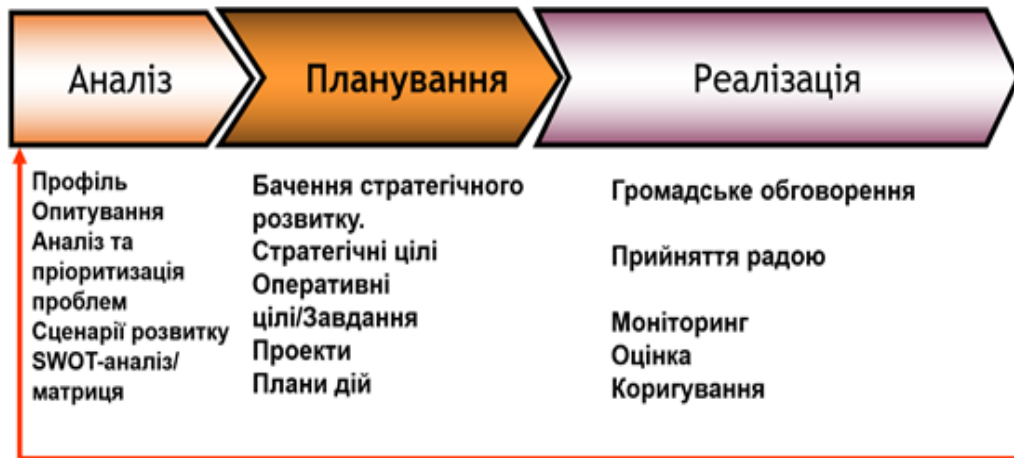 Аналіз
Планування
Реалізація
Профіль
Опитування
Аналіз та
пріоритизація
проблем
Сценарії розвитку
SWOT-аналіз/
матриця
Бачення стратегічного
розвитку.
Стратегічні цілі
Оперативні
цілі/Завдання
Проекти
Плани дій
Громадське обговорення
Прийняття радою
Моніторинг
Оцінка
Коригування